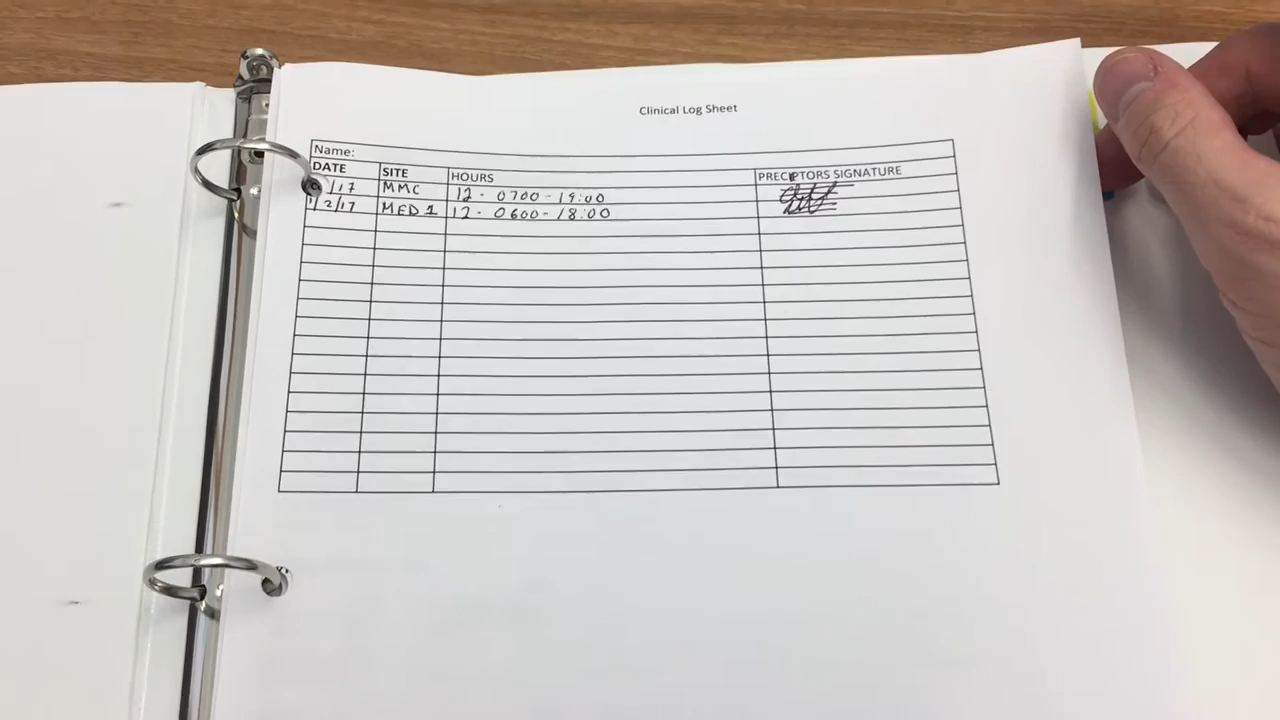 Clinical Log Sheet
Name:
DATE SITE HOURS PRECEPTORS SIGNATURE
/17 MMC 12 - 0700 - 19:00
1/2/17 MED 1 12 - 0600 - 18:00